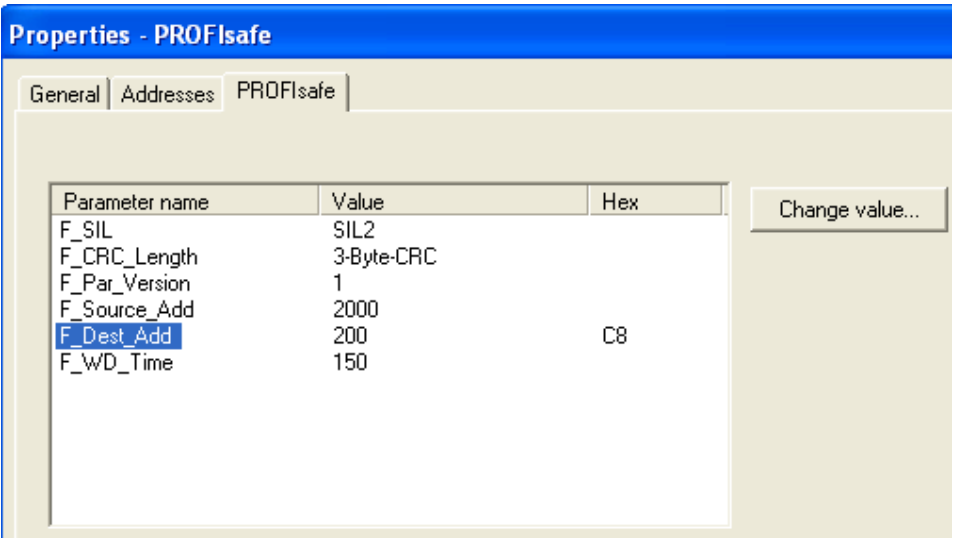 Properties - PROFIsafe
General Addresses PROFIsafe
Parameter name Value Hex
Change value...
F_SIL SIL2
F_CRC_Length 3-Byte-CRC
F_Par_Version 1
F_Source_Add 2000
F_Dest_Add 200 C8
F_WD_Time 150